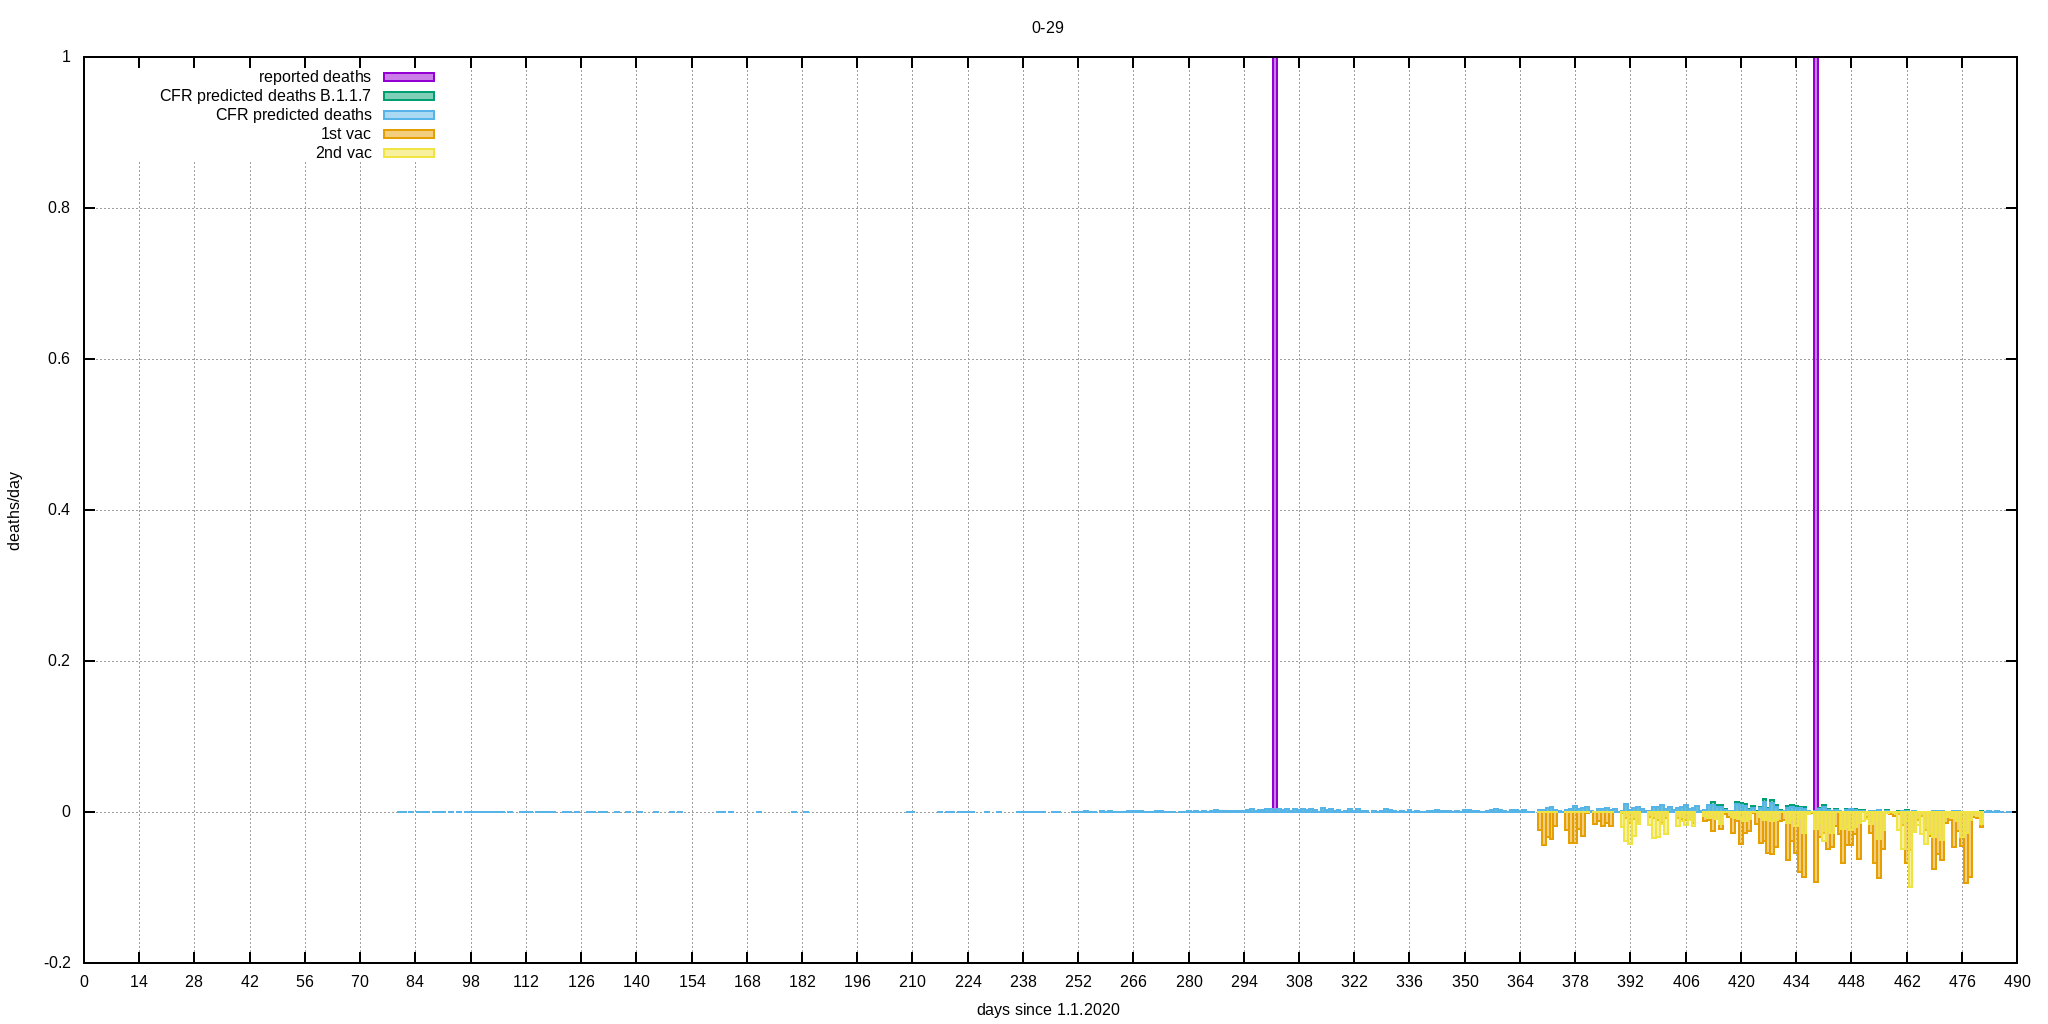 0-29
1
reported deaths
CFR predicted deaths B.1.1.7
CFR predicted deaths
1st vac
2nd vac
0.8
0.6
0.4
0.2
0
-0.2
deaths/day
0 14 28 42 56 70 84 98 112 126 140 154 168 182 196 210 224 238 252 266 280 294 308 322 336 350 364 378 392 406 420 434 448 462 476 490
days since 1.1.2020